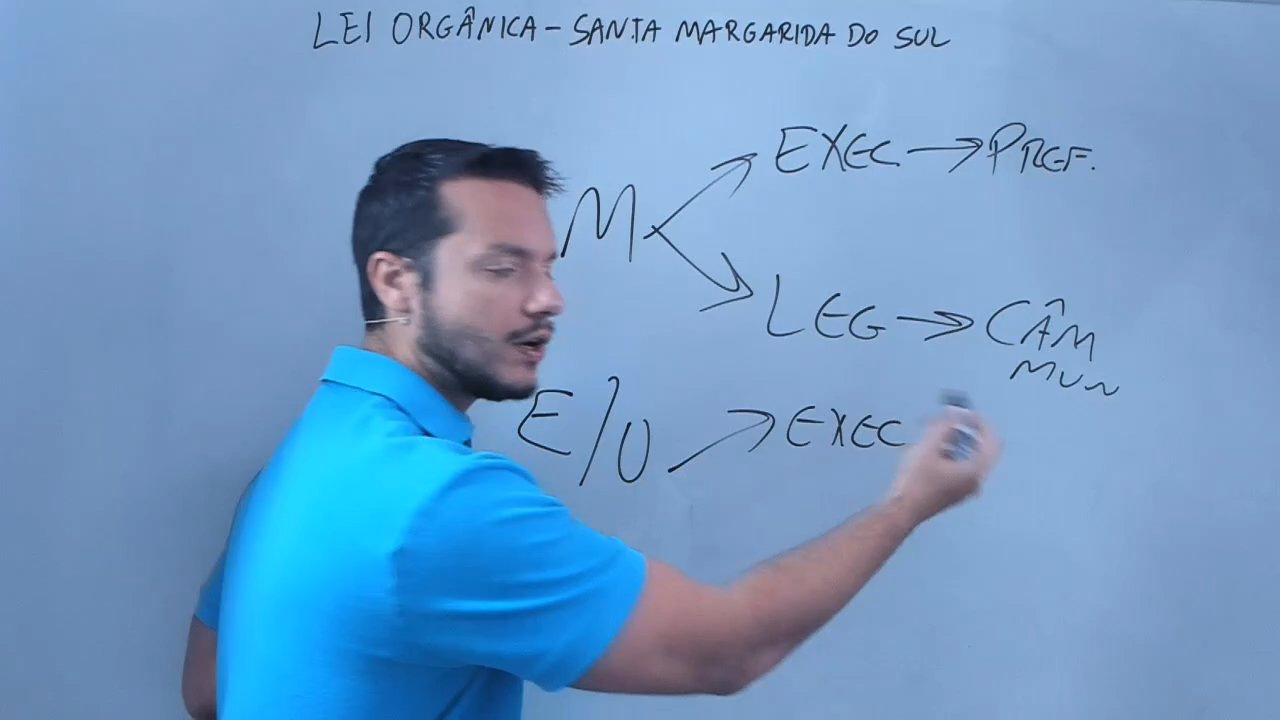 LEI ORGÂNICA - SANTA MARGARIDA DO SUL
EXEC → PREF.
M
LEG → CÂM
MUN
E/U → EXEC